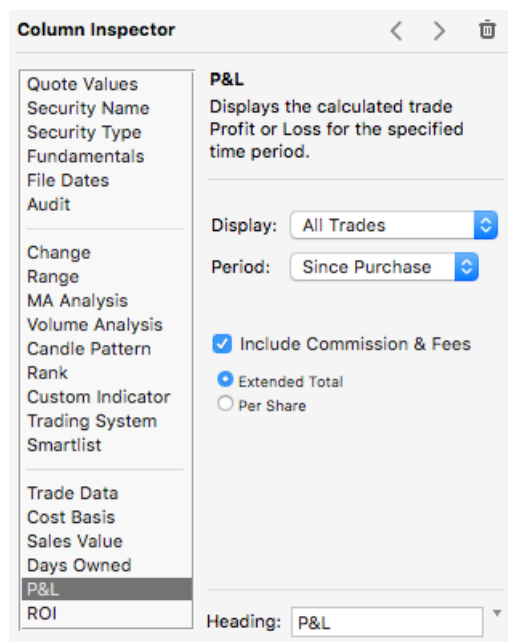 Column Inspector
Quote Values
Security Name
Security Type
Fundamentals
File Dates
Audit
Change
Range
MA Analysis
Volume Analysis
Candle Pattern
Rank
Custom Indicator
Trading System
Smartlist
Trade Data
Cost Basis
Sales Value
Days Owned
P&L
ROI
P&L
Displays the calculated trade
Profit or Loss for the specified
time period.
Display: All Trades
Period: Since Purchase
Include Commission & Fees
Extended Total
Per Share
Heading: P&L